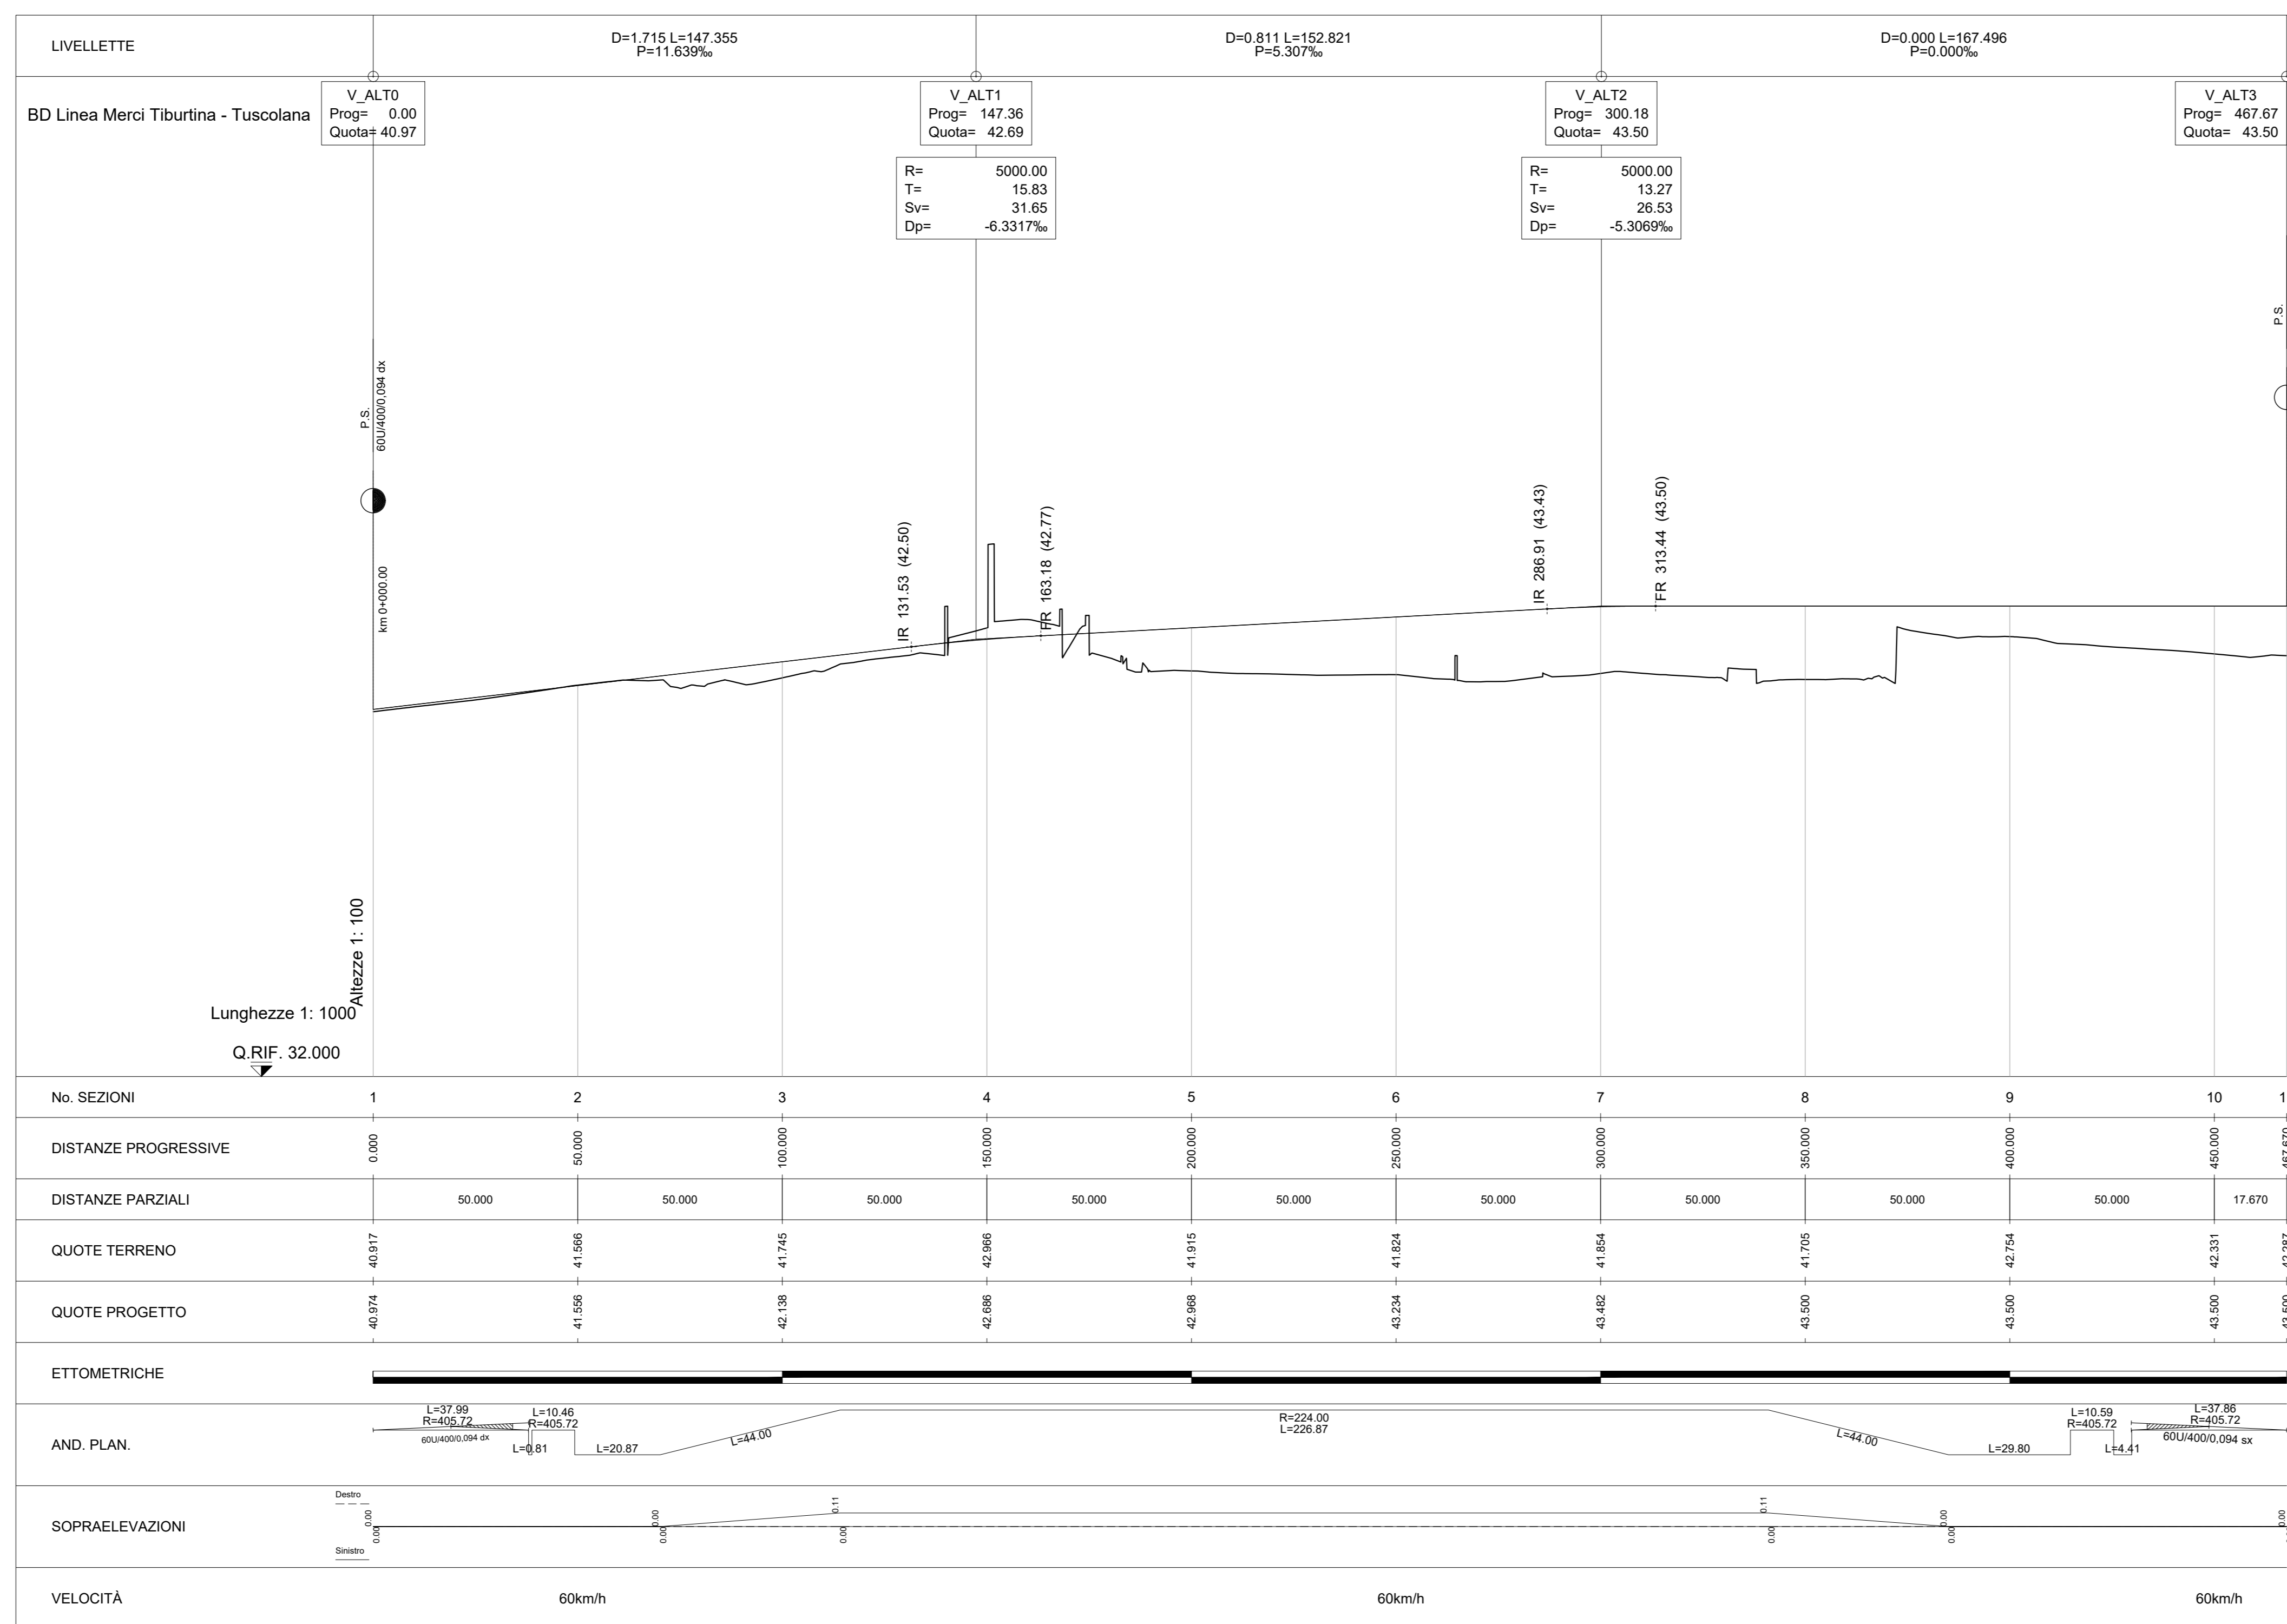 LIVELLETTE
D=1.715 L=147.355
P=11.639‰
D=0.811 L=152.821
P=5.307‰
D=0.000 L=167.496
P=0.000‰
BD Linea Merci Tiburtina - Tuscolana
V_ALT0
Prog= 0.00
Quota= 40.97
V_ALT1
Prog= 147.36
Quota= 42.69
V_ALT2
Prog= 300.18
Quota= 43.50
V_ALT3
Prog= 467.67
Quota= 43.50
R= 5000.00
T= 15.83
Sv= 31.65
Dp= -6.3317‰
R= 5000.00
T= 13.27
Sv= 26.53
Dp= -5.3069‰
P.S.
60U/400/0,094 dx
km 0+000.00
IR 131.53 (42.50)
FR 163.18 (42.77)
IR 286.91 (43.43)
FR 313.44 (43.50)
P.S.
Altezze 1: 100
Lunghezze 1: 1000
Q.RIF. 32.000
No. SEZIONI 1 2 3 4 5 6 7 8 9 10 1
DISTANZE PROGRESSIVE 0.000 50.000 100.000 150.000 200.000 250.000 300.000 350.000 400.000 450.000 467.670
DISTANZE PARZIALI 50.000 50.000 50.000 50.000 50.000 50.000 50.000 50.000 50.000 17.670
QUOTE TERRENO 40.917 41.566 41.745 42.966 41.915 41.824 41.854 41.705 42.754 42.331 42.287
QUOTE PROGETTO 40.974 41.556 42.138 42.686 42.968 43.234 43.482 43.500 43.500 43.500 43.500
ETTOMETRICHE
AND. PLAN.
L=37.99
R=405.72
60U/400/0,094 dx
L=0.81
L=10.46
R=405.72
L=20.87
L=44.00
R=224.00
L=226.87
L=44.00
L=29.80
L=10.59
R=405.72
L=4.41
L=37.86
R=405.72
60U/400/0,094 sx
SOPRAELEVAZIONI
Destro
Sinistro
0.00 0.00 0.11 0.11 0.00 0.00
0.00 0.00 0.00 0.00 0.00
VELOCITÀ 60km/h 60km/h 60km/h